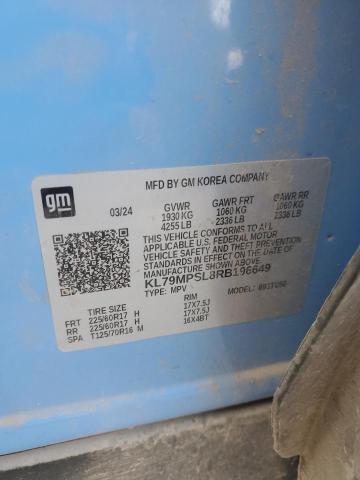 gm
MFD BY GM KOREA COMPANY
03/24
GVWR GAWR FRT GAWR RR
1930 KG 1060 KG 1060 KG
4255 LB 2336 LB 2336 LB
THIS VEHICLE CONFORMS TO ALL
APPLICABLE U.S. FEDERAL MOTOR
VEHICLE SAFETY AND THEFT
PREVENTION STANDARDS IN EFFECT
ON THE DATE OF MANUFACTURE
SHOWN ABOVE.
KL79MPSL8RB196649
TYPE: MPV MODEL:
TIRE SIZE RIM
FRT 225/60R17 H 17X7.5J
RR 225/60R17 H 17X7.5J
SPA T125/70R16 M 16X4BT